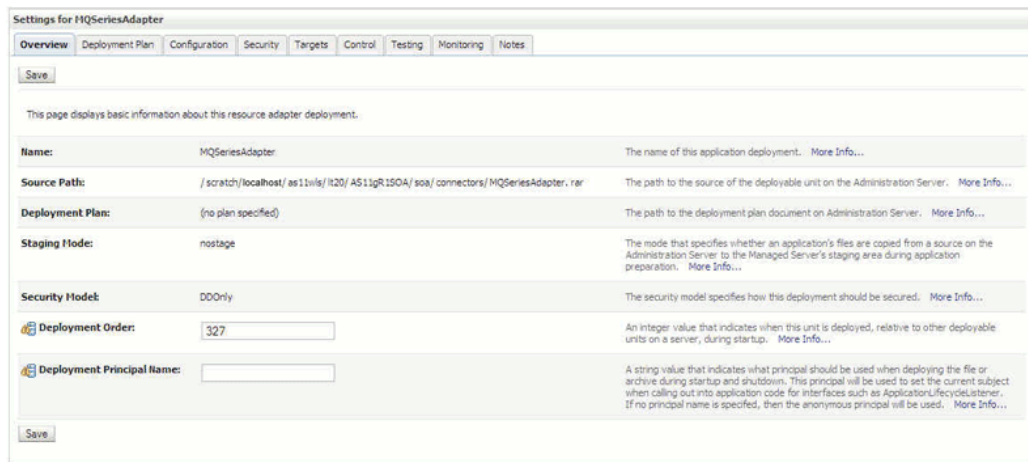 Settings for MQSeriesAdapter
Overview Deployment Plan Configuration Security Targets Control Testing Monitoring Notes
Save
This page displays basic information about this resource adapter deployment.
Name: MQSeriesAdapter The name of this application deployment. More Info...
Source Path: /scratch/localhost/as11wls/lt20/AS11gR1SOA/soa/connectors/MQSeriesAdapter.rar The path to the source of the deployable unit on the Administration Server. More Info...
Deployment Plan: (no plan specified) The path to the deployment plan document on Administration Server. More Info...
Staging Mode: nostage The mode that specifies whether an application's files are copied from a source on the
Administration Server to the Managed Server's staging area during application
preparation. More Info...
Security Model: DDOnly The security model specifies how this deployment should be secured. More Info...
Deployment Order: 327 An integer value that indicates when this unit is deployed, relative to other deployable
units on a server, during startup. More Info...
Deployment Principal Name: A string value that indicates what principal should be used when deploying the file or
archive during startup and shutdown. This principal will be used to set the current subject
when calling out into application code for interfaces such as ApplicationLifecycleListener.
If no principal name is specifed, then the anonymous principal will be used. More Info...
Save